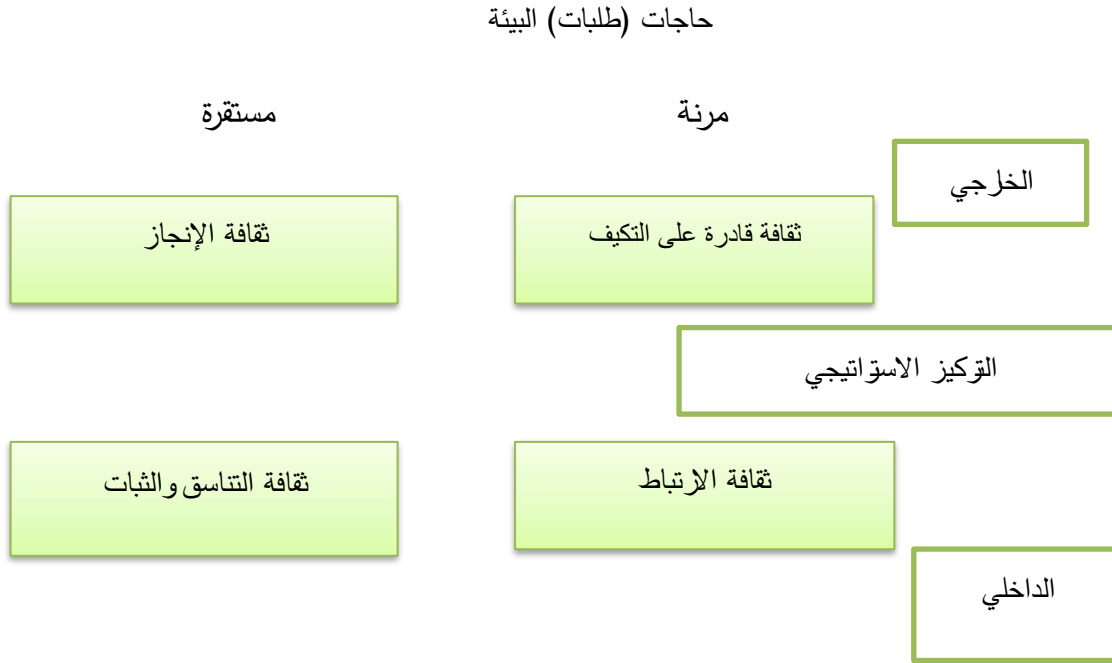 حاجات (طلبات) البيئة
مرنة
مستقرة
الخارجي
ثقافة قادرة على التكيف
ثقافة الإنجاز
التركيز الاستراتيجي
ثقافة الارتباط
ثقافة التناسق والثبات
الداخلي